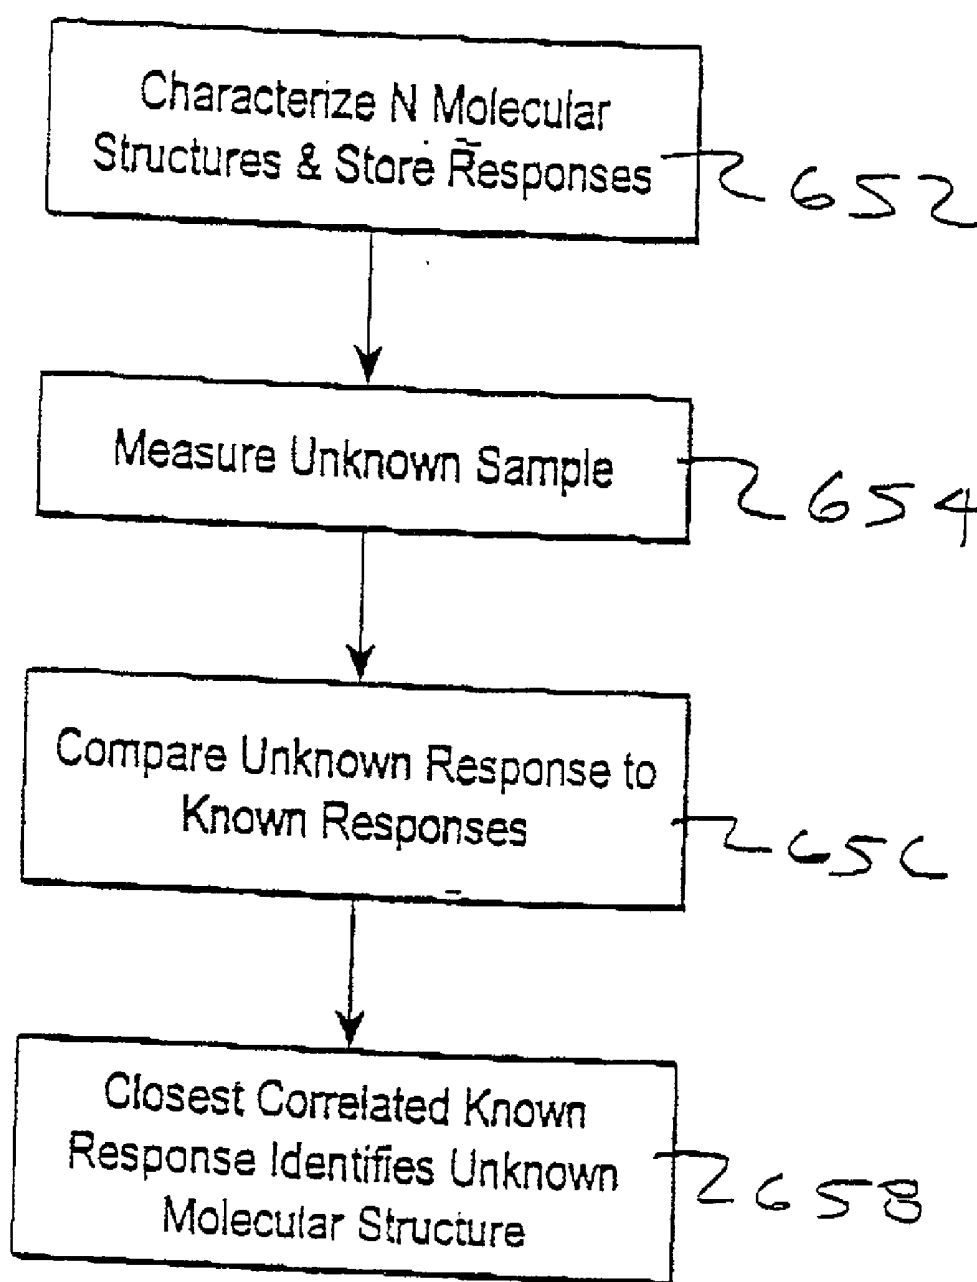 Characterize N Molecular
Structures & Store Responses
652
Measure Unknown Sample
654
Compare Unknown Response to
Known Responses
656
Closest Correlated Known
Response Identifies Unknown
Molecular Structure
658